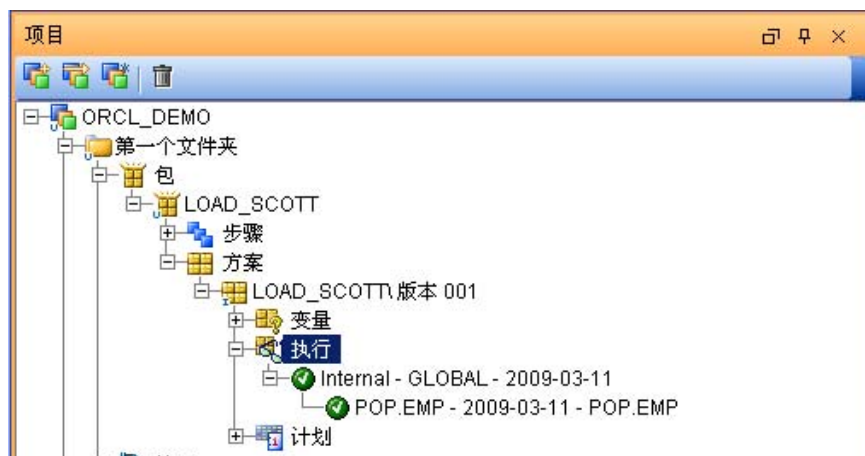 项目
ORCL_DEMO
第一个文件夹
包
LOAD_SCOTT
步骤
方案
LOAD_SCOTT\ 版本 001
变量
执行
Internal - GLOBAL - 2009-03-11
POP.EMP - 2009-03-11 - POP.EMP
计划